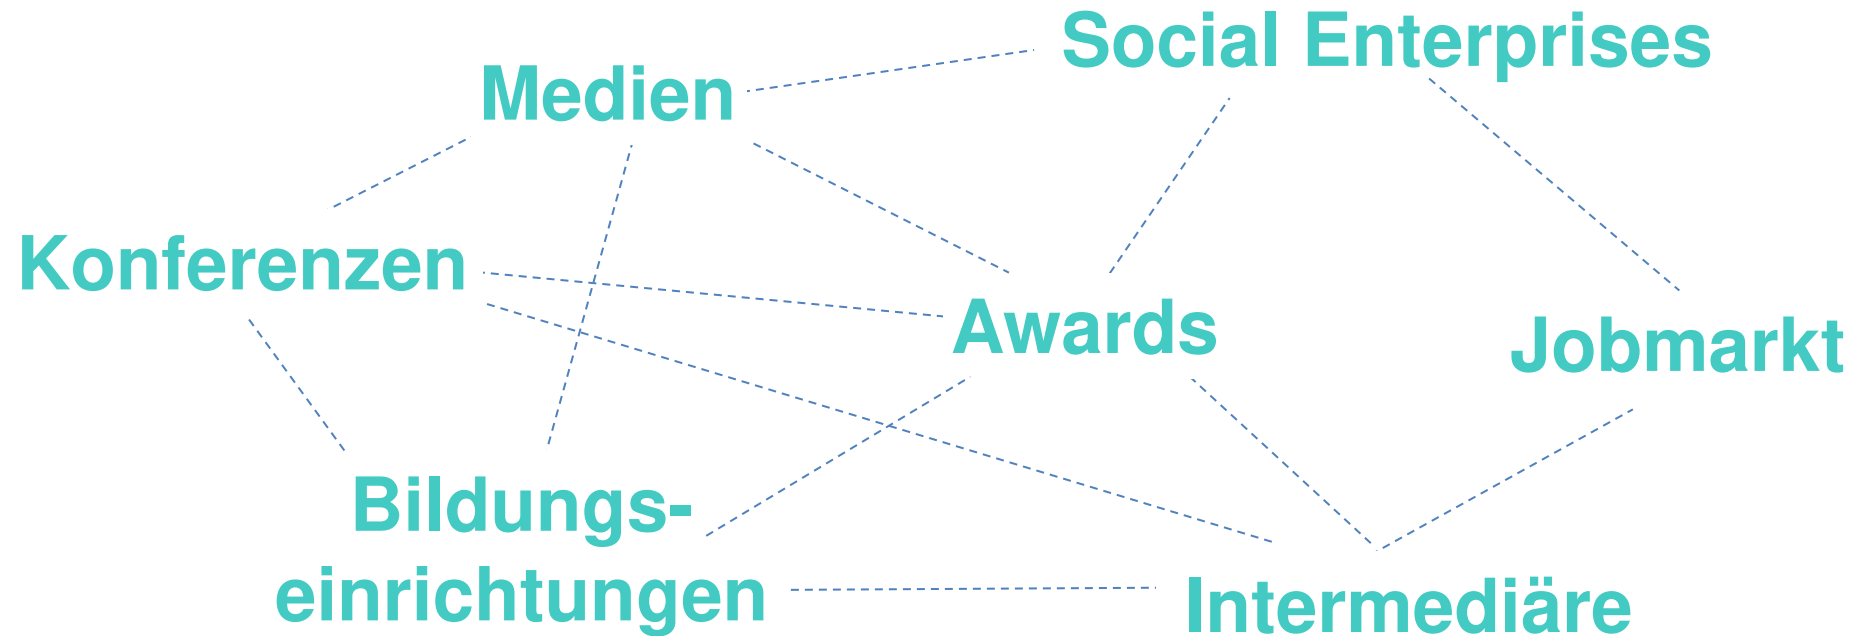 Social Enterprises
Medien
Konferenzen
Awards
Jobmarkt
Bildungs-
einrichtungen
Intermediäre